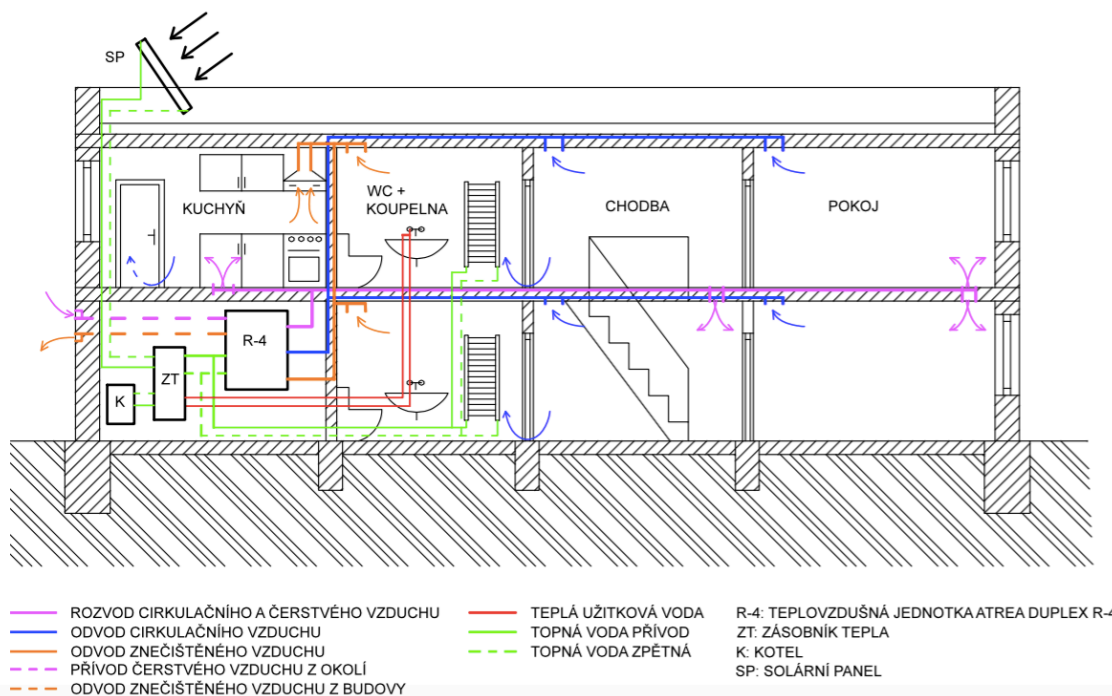 SP
KUCHYŇ
WC +
KOUPELNA
CHODBA
POKOJ
R-4
ZT
K
ROZVOD CIRKULAČNÍHO A ČERSTVÉHO VZDUCHU
ODVOD CIRKULAČNÍHO VZDUCHU
ODVOD ZNEČIŠTĚNÉHO VZDUCHU
PŘÍVOD ČERSTVÉHO VZDUCHU Z OKOLÍ
ODVOD ZNEČIŠTĚNÉHO VZDUCHU Z BUDOVY
TEPLÁ UŽITKOVÁ VODA
TOPNÁ VODA PŘÍVOD
TOPNÁ VODA ZPĚTNÁ
R-4: TEPLOVZDUŠNÁ JEDNOTKA ATREA DUPLEX R-4
ZT: ZÁSOBNÍK TEPLA
K: KOTEL
SP: SOLÁRNÍ PANEL